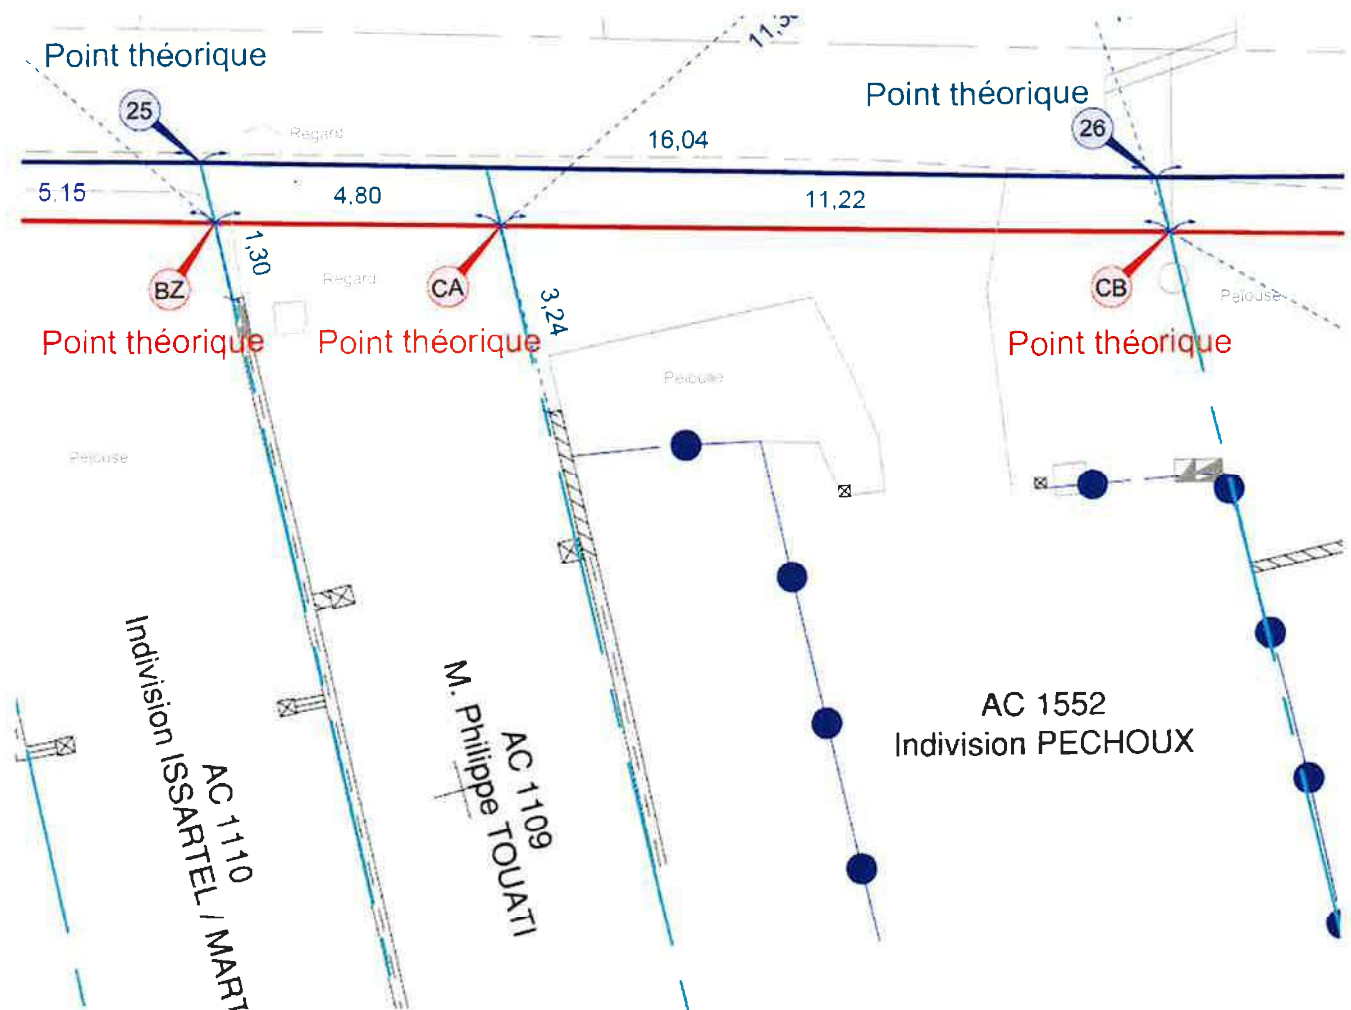 Point théorique
11,5
Point théorique
25
26
Regard
16,04
5.15
4,80
11,22
1,30
BZ
Regard
CA
3,24
CB
Pelouse
Point théorique
Point théorique
Point théorique
Pelouse
Pelouse
AC 1110
Indivision ISSARTEL / MART
AC 1109
M. Philippe TOUATI
AC 1552
Indivision PECHOUX